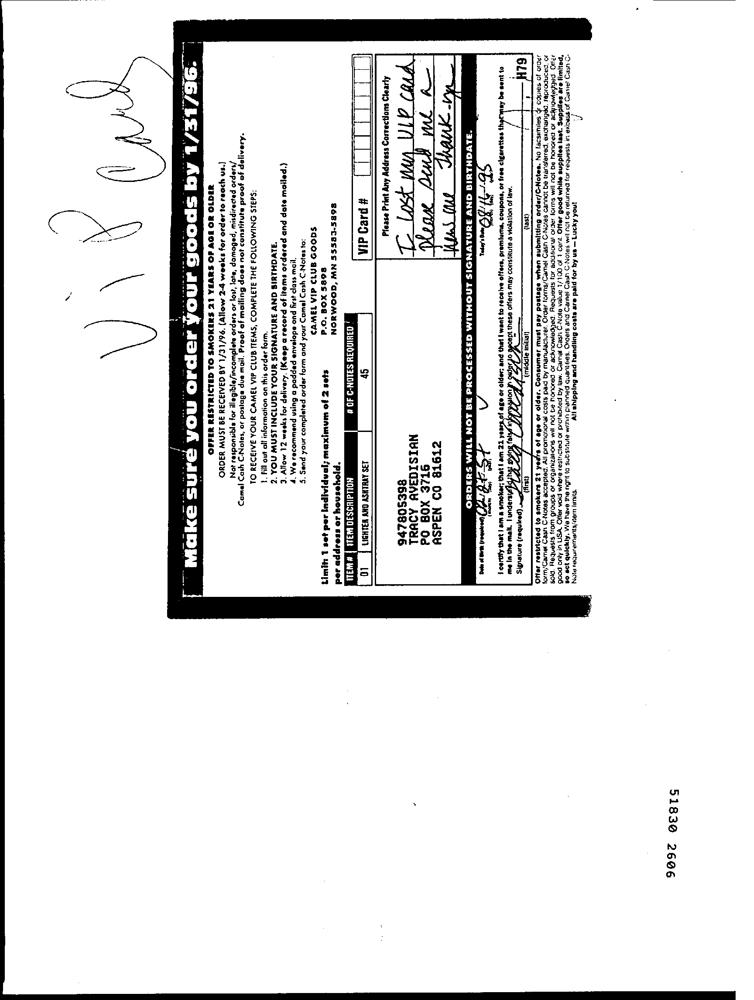 VIP Card
Make sure you order your goods by 1/31/96.
OFFER RESTRICTED TO SMOKERS 21 YEARS OF AGE OR OLDER
ORDER MUST BE RECEIVED BY 1/31/96. (Allow 2-4 weeks for order to reach us.)
Not responsible for illegible/incomplete orders or lost, late, damaged, misdirected orders/
Camel Cash C-Notes, or postage due mail. Proof of mailing does not constitute proof of delivery.
TO RECEIVE YOUR CAMEL VIP CLUB ITEMS, COMPLETE THE FOLLOWING STEPS:
1. Fill out all information on this order form.
2. YOU MUST INCLUDE YOUR SIGNATURE AND BIRTHDATE.
3. Allow 12 weeks for delivery. (Keep a record of items ordered and date mailed.)
4. We recommend using a padded envelope and first class mail.
5. Send your completed order form and your Camel Cash C-Notes to:
CAMEL VIP CLUB GOODS
P.O. BOX 5898
NORWOOD, MN 55583-5898
Limit: 1 set per individual; maximum of 2 sets
per address or household.
ITEM # ITEM DESCRIPTION # OF C-NOTES REQUIRED
01 LIGHTER AND ASHTRAY SET 45
VIP Card #
Please Print Any Address Corrections Clearly
I lost my VIP card
Please send me a
new one Thank-you
947805398
TRACY AVEDISIAN
PO BOX 3716
ASPEN CO 81612
ORDERS WILL NOT BE PROCESSED WITHOUT SIGNATURE AND BIRTHDATE.
Date of Birth (required) Today's Date
I certify that I am a smoker; that I am 21 years of age or older; and that I want to receive offers, premiums, coupons, or free cigarettes that may be sent to
me in the mail. I understand that giving false information in order to accept these offers may constitute a violation of law.
Signature (required) Tracy Avedisian H79
(first) (middle initial) (last)
Offer restricted to smokers 21 years of age or older. Consumer must pay postage when submitting order/C-Notes. No facsimiles or copies of order
form/Camel Cash C-Notes accepted. All promotional costs paid by manufacturer. Order forms/Camel Cash C-Notes cannot be transferred, exchanged, reproduced, or
sold. Requests from groups or organizations will not be honored or acknowledged. Requests for additional order forms will not be honored or acknowledged. Offer
good only in USA. Offer void where restricted or prohibited by law. Camel Cash C-Note value 1/100 of 1 cent. Offer good while supplies last. Supplies are limited,
so act quickly. We have the right to substitute within planned quantities. Orders and Camel Cash C-Notes will not be returned for requests in excess of Camel Cash C-
Note requirements/item limits. All shipping and handling costs are paid for by us — Lucky you!
51830 2606